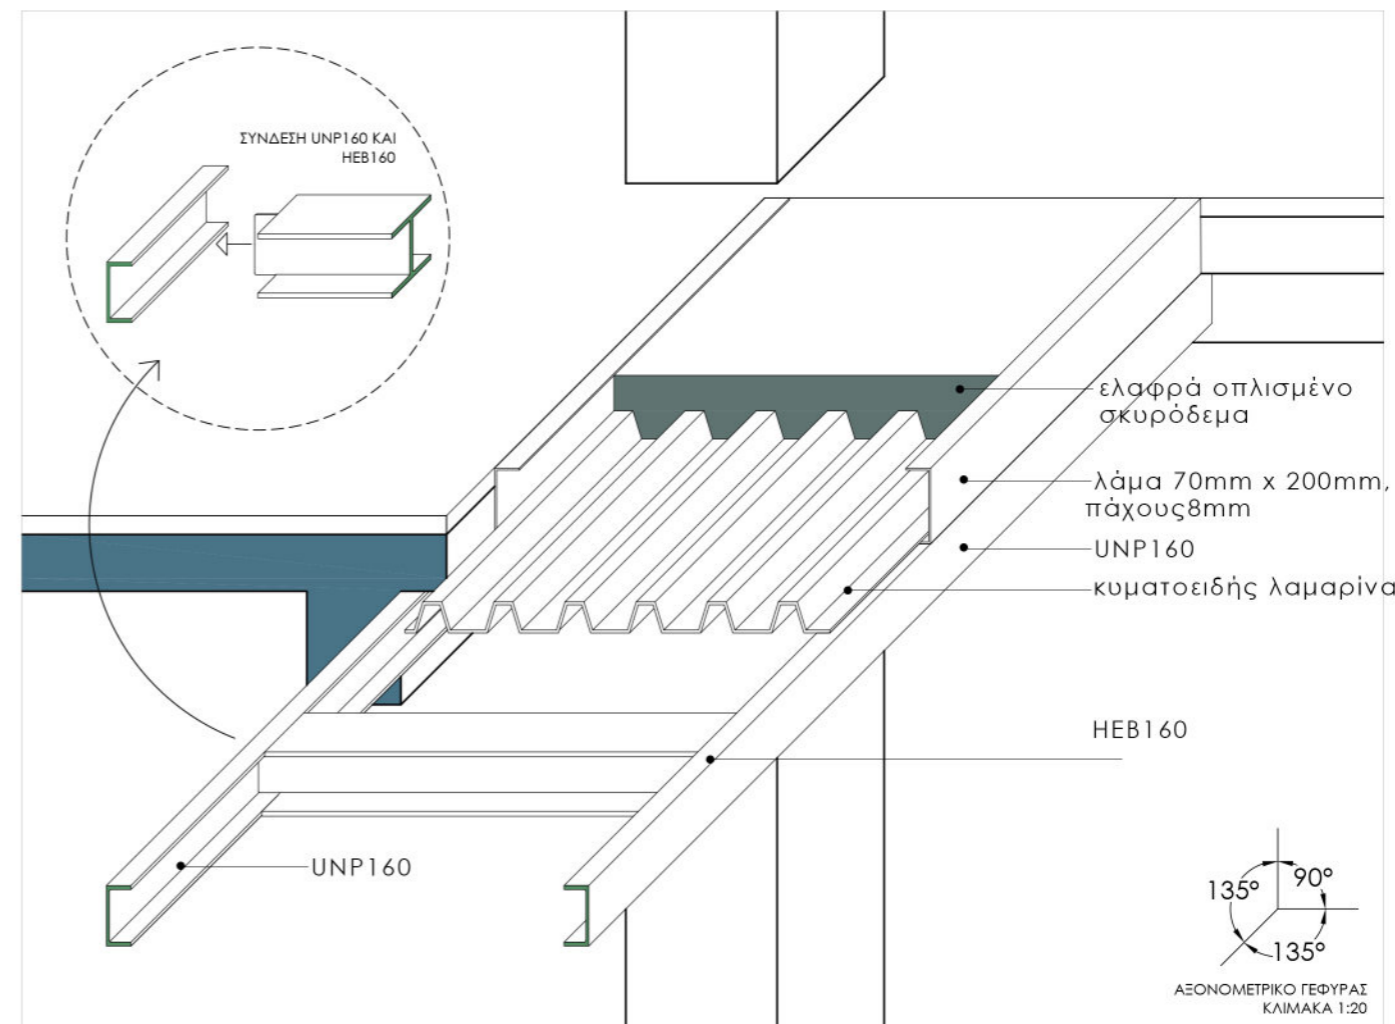 ΣΥΝΔΕΣΗ UNP160 ΚΑΙ
HEB160
ελαφρά οπλισμένο
σκυρόδεμα
λάμα 70mm x 200mm,
πάχους8mm
UNP160
κυματοειδής λαμαρίνα
HEB160
UNP160
135°
90°
135°
ΑΞΟΝΟΜΕΤΡΙΚΟ ΓΕΦΥΡΑΣ
ΚΛΙΜΑΚΑ 1:20